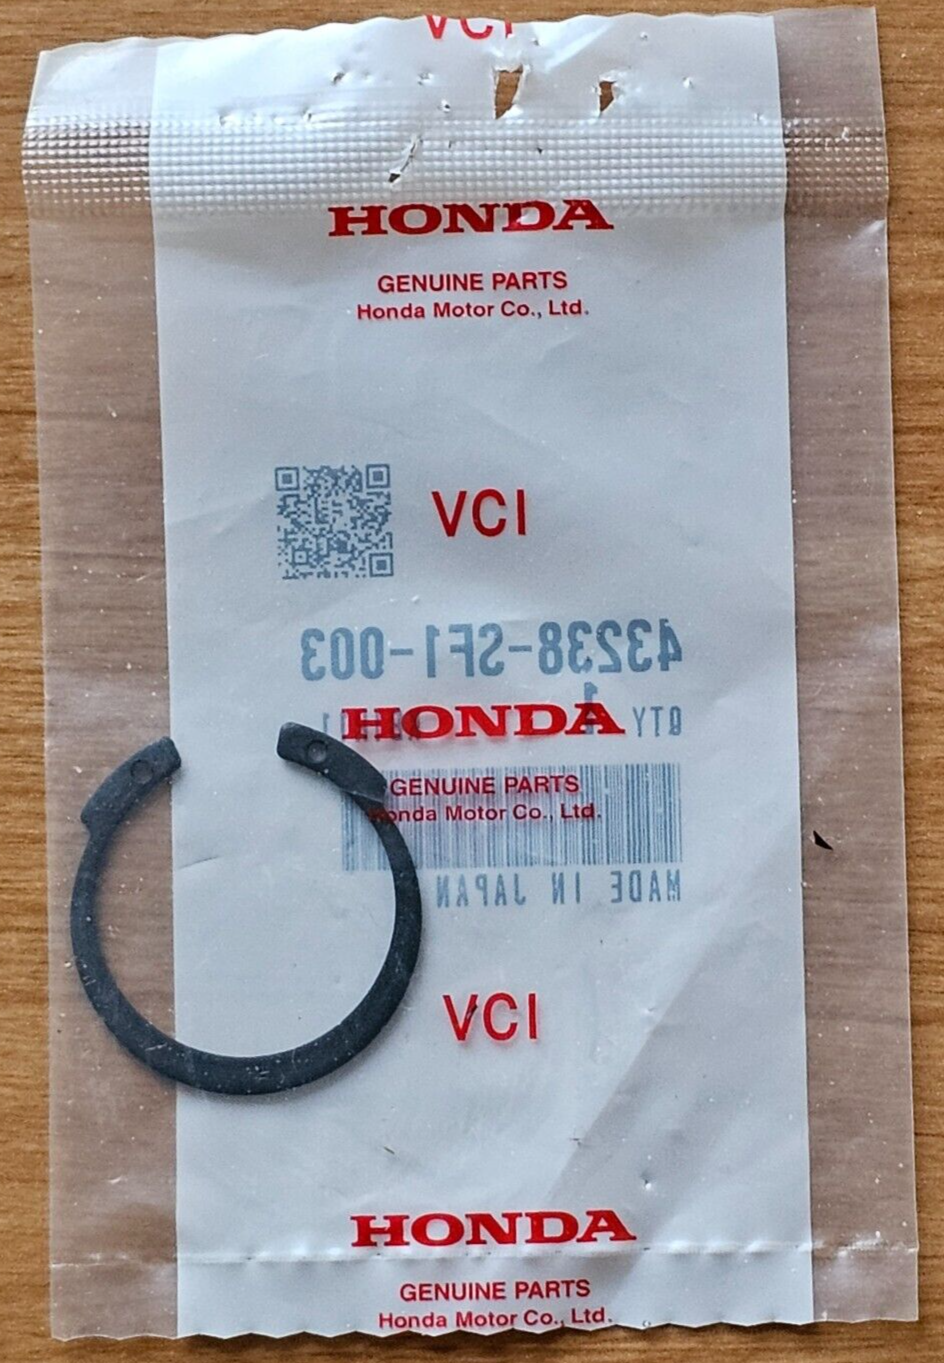 VCI
HONDA
GENUINE PARTS
Honda Motor Co., Ltd.
VCI
43238-SF1-003
QTY 1
HONDA
GENUINE PARTS
Honda Motor Co., Ltd.
MADE IN JAPAN
VCI
HONDA
GENUINE PARTS
Honda Motor Co., Ltd.